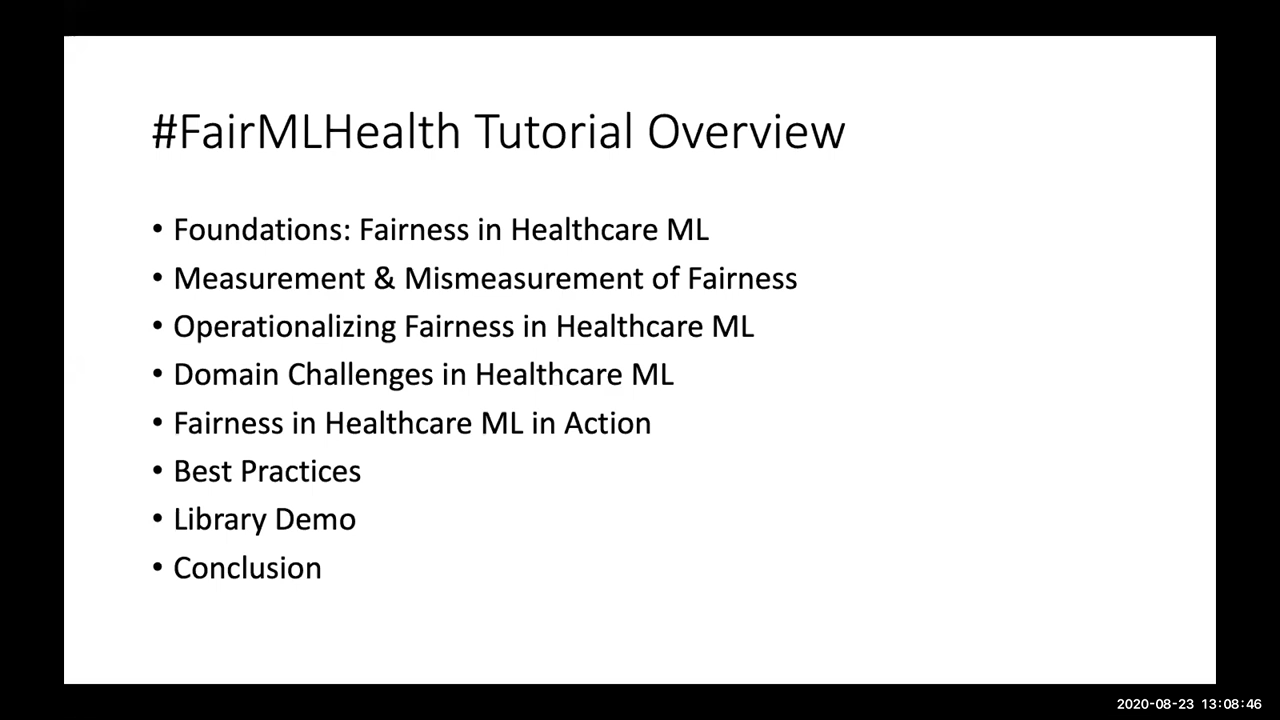 #FairMLHealth Tutorial Overview
• Foundations: Fairness in Healthcare ML
• Measurement & Mismeasurement of Fairness
• Operationalizing Fairness in Healthcare ML
• Domain Challenges in Healthcare ML
• Fairness in Healthcare ML in Action
• Best Practices
• Library Demo
• Conclusion
2020-08-23 13:08:46